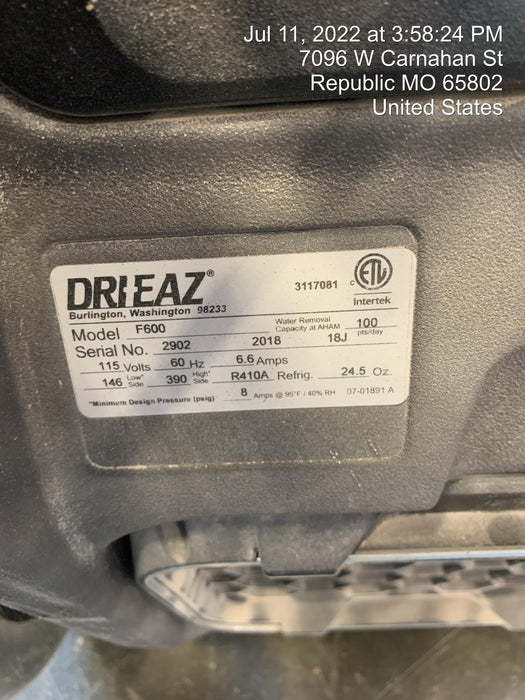 Jul 11, 2022 at 3:58:24 PM
7096 W Carnahan St
Republic MO 65802
United States
DRIEAZ®
Burlington, Washington 98233
3117081
c ETL
Intertek
Model F600
Water Removal Capacity at AHAM 100 pts/day
Serial No. 2902 2018 18J
115 Volts 60 Hz 6.6 Amps
146 Low* Side 390 High* Side R410A Refrig. 24.5 Oz.
*Minimum Design Pressure (psig) 8 Amps @ 95°F / 40% RH 07-01891 A